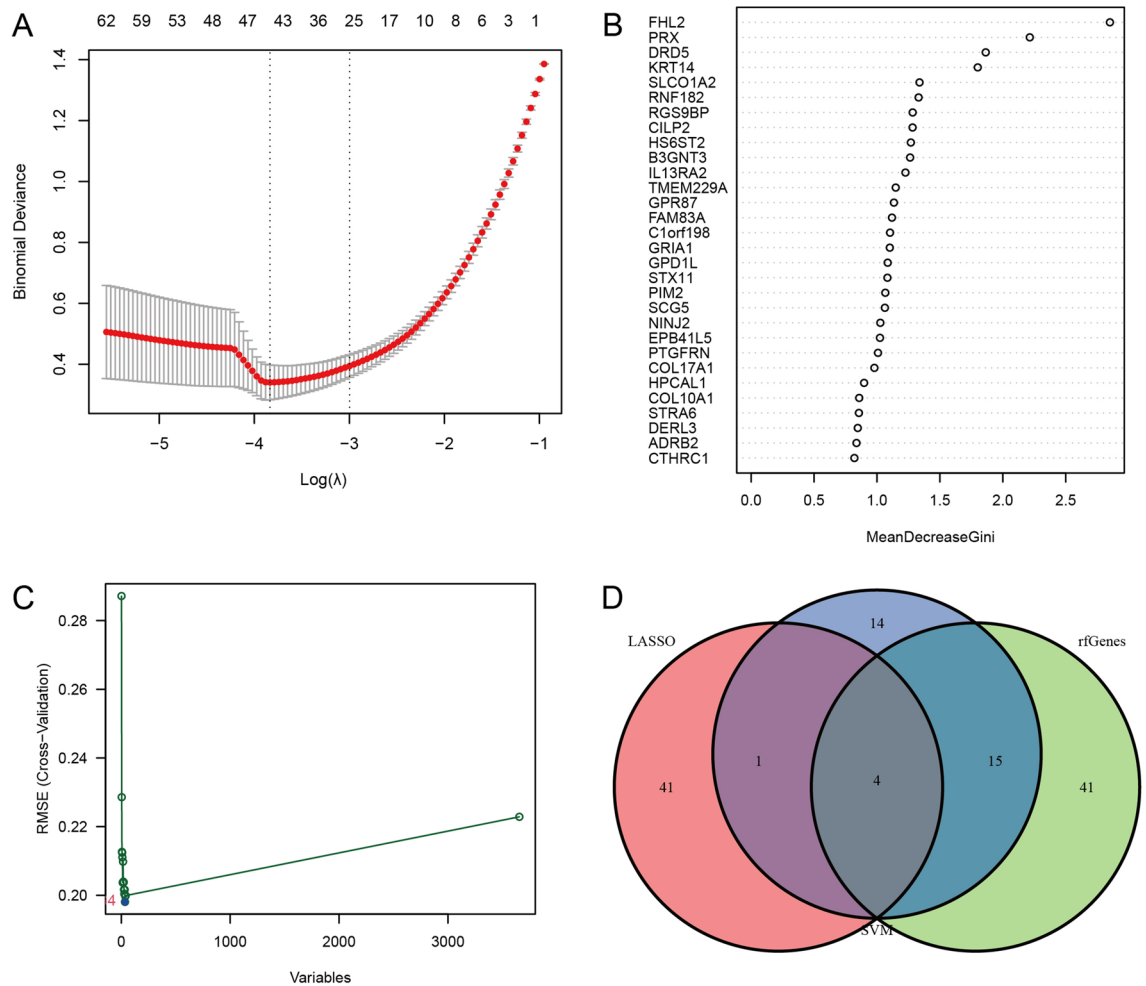 A
62 59 53 48 47 43 36 25 17 10 8 6 3 1
Binomial Deviance
1.4
1.2
1.0
0.8
0.6
0.4
−5 −4 −3 −2 −1
Log(λ)
B
FHL2
PRX
DRD5
KRT14
SLCO1A2
RNF182
RGS9BP
CILP2
HS6ST2
B3GNT3
IL13RA2
TMEM229A
GPR87
FAM83A
C1orf198
GRIA1
GPD1L
STX11
PIM2
SCG5
NINJ2
EPB41L5
PTGFRN
COL17A1
HPCAL1
COL10A1
STRA6
DERL3
ADRB2
CTHRC1
0.0 0.5 1.0 1.5 2.0 2.5
MeanDecreaseGini
C
RMSE (Cross−Validation)
0.28
0.26
0.24
0.22
0.20
4
0 1000 2000 3000
Variables
D
14
LASSO
rfGenes
1
15
41
4
41
SVM